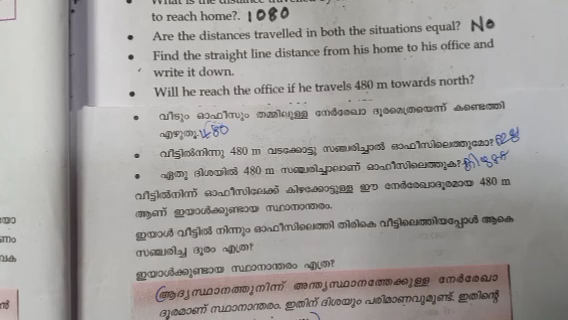 to reach home?. 1080
• Are the distances travelled in both the situations equal? No
• Find the straight line distance from his home to his office and
write it down.
• Will he reach the office if he travels 480 m towards north?
• വീടും ഓഫീസും തമ്മിലുള്ള നേർരേഖാ ദൂരമെത്രയെന്ന് കണ്ടെത്തി
എഴുതൂ. 480
• വീട്ടിൽനിന്നു 480 m വടക്കോട്ടു സഞ്ചരിച്ചാൽ ഓഫീസിലെത്തുമോ?
• ഏതു ദിശയിൽ 480 m സഞ്ചരിച്ചാലാണ് ഓഫീസിലെത്തുക?
വീട്ടിൽനിന്ന് ഓഫീസിലേക്ക് കിഴക്കോട്ടുള്ള ഈ നേർരേഖാദൂരമായ 480 m
ആണ് ഇയാൾക്കുണ്ടായ സ്ഥാനാന്തരം.
ഇയാൾ വീട്ടിൽ നിന്നും ഓഫീസിലെത്തി തിരികെ വീട്ടിലെത്തിയപ്പോൾ ആകെ
സഞ്ചരിച്ച ദൂരം എത്ര?
ഇയാൾക്കുണ്ടായ സ്ഥാനാന്തരം എത്ര?
ആദ്യസ്ഥാനത്തുനിന്ന് അന്ത്യസ്ഥാനത്തേക്കുള്ള നേർരേഖാ
ദൂരമാണ് സ്ഥാനാന്തരം. ഇതിന് ദിശയും പരിമാണവുമുണ്ട്. ഇതിന്റെ